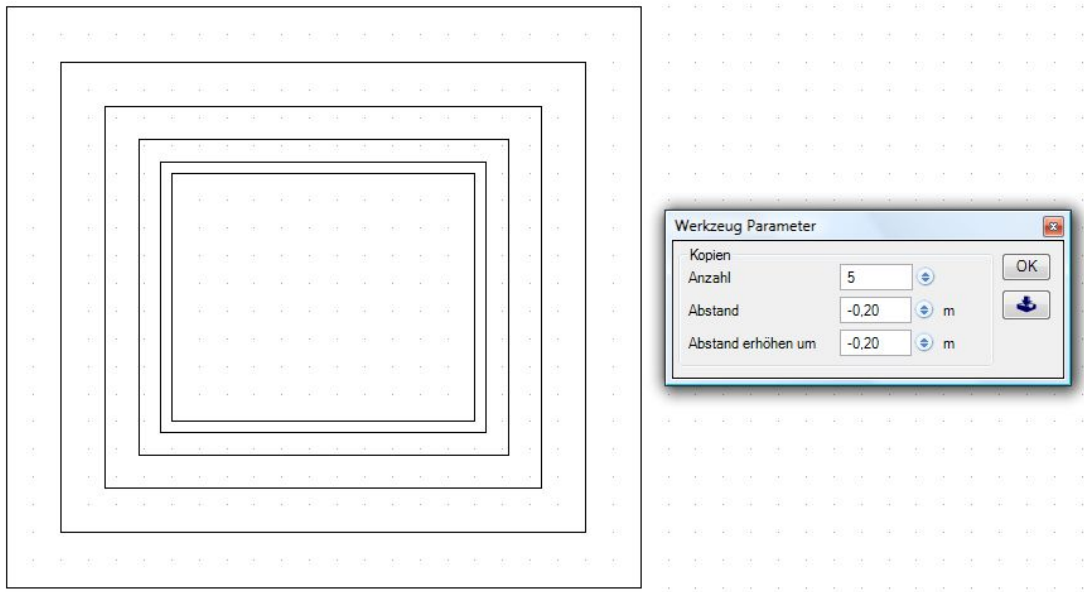 Werkzeug Parameter
Kopien
Anzahl 5
OK
Abstand -0,20 m
Abstand erhöhen um -0,20 m